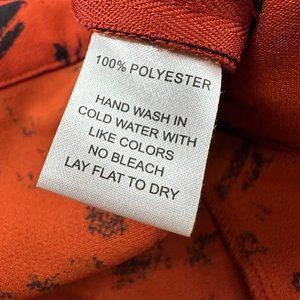 100% POLYESTER
HAND WASH IN
COLD WATER WITH
LIKE COLORS
NO BLEACH
LAY FLAT TO DRY